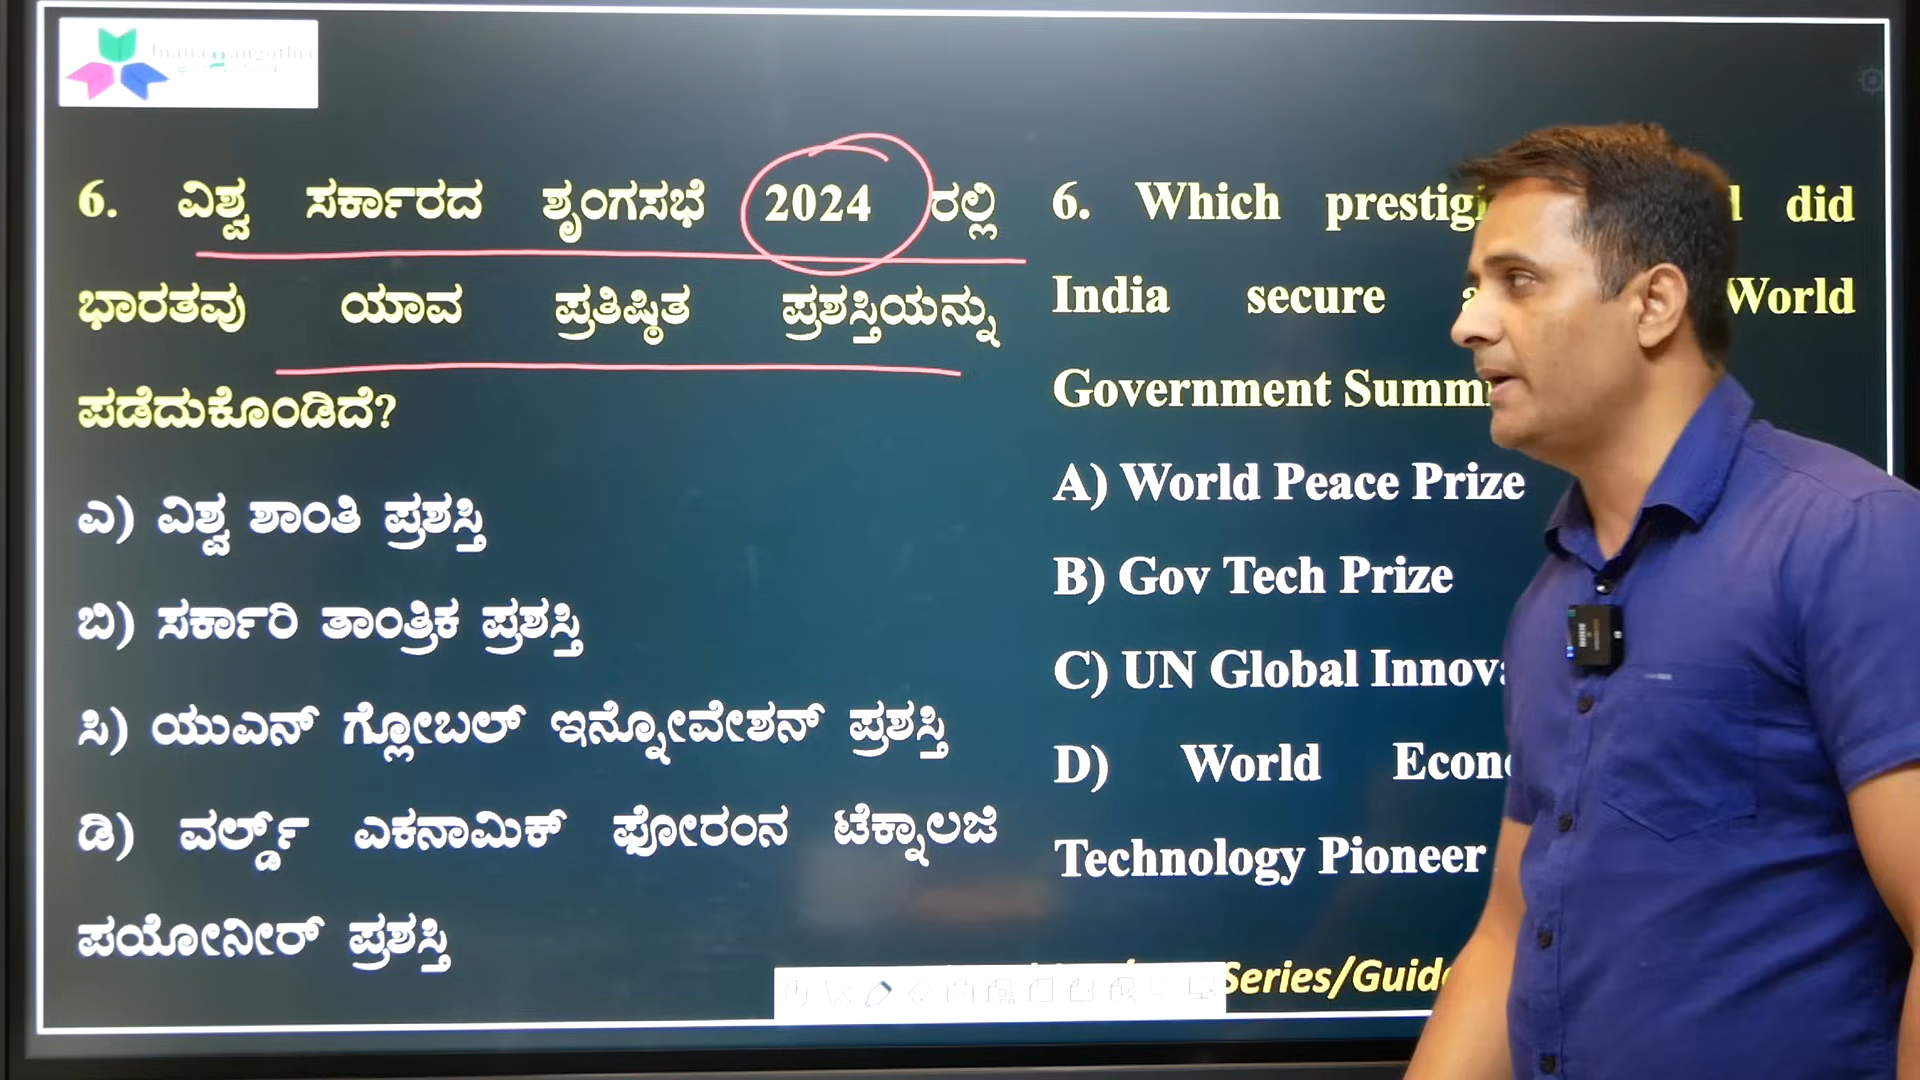 6. ವಿಶ್ವ ಸರ್ಕಾರದ ಶೃಂಗಸಭೆ 2024 ರಲ್ಲಿ
ಭಾರತವು ಯಾವ ಪ್ರತಿಷ್ಠಿತ ಪ್ರಶಸ್ತಿಯನ್ನು
ಪಡೆದುಕೊಂಡಿದೆ?
ಎ) ವಿಶ್ವ ಶಾಂತಿ ಪ್ರಶಸ್ತಿ
ಬಿ) ಸರ್ಕಾರಿ ತಾಂತ್ರಿಕ ಪ್ರಶಸ್ತಿ
ಸಿ) ಯುಎನ್ ಗ್ಲೋಬಲ್ ಇನ್ನೋವೇಶನ್ ಪ್ರಶಸ್ತಿ
ಡಿ) ವರ್ಲ್ಡ್ ಎಕನಾಮಿಕ್ ಫೋರಂನ ಟೆಕ್ನಾಲಜಿ
ಪಯೋನೀರ್ ಪ್ರಶಸ್ತಿ
6. Which did
India secure World
Government
A) World Peace Prize
B) Gov Tech Prize
C) UN Global
D) World
Technology Pioneer